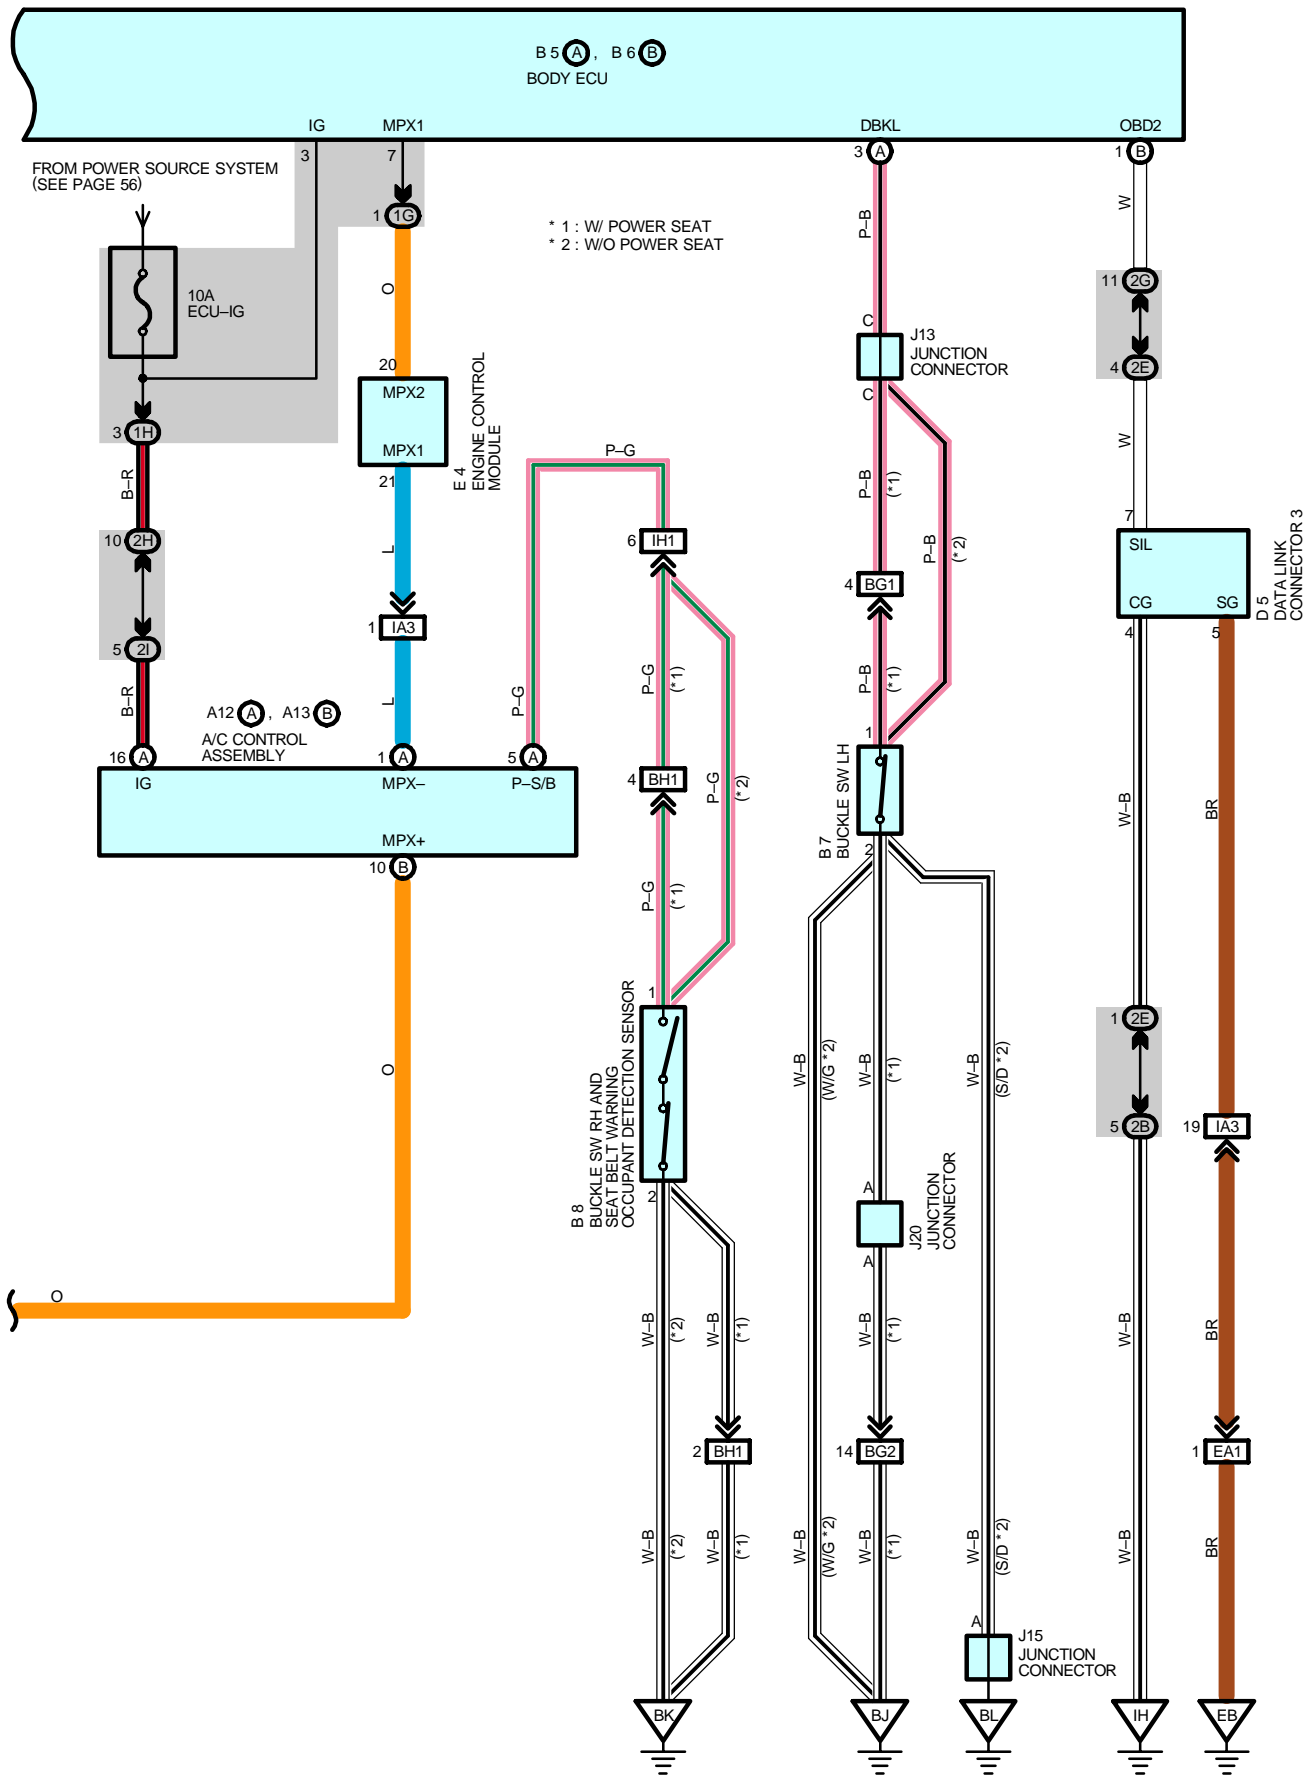 B 5 A , B 6 B
BODY ECU
IG
MPX1
DBKL
OBD2
3
7
3 A
1 B
FROM POWER SOURCE SYSTEM
(SEE PAGE 56)
1 1G
* 1 : W/ POWER SEAT
* 2 : W/O POWER SEAT
P–B
W
10A
ECU–IG
O
11 2G
C
J13
JUNCTION
CONNECTOR
C
4 2E
20
MPX2
MPX1
21
E 4
ENGINE CONTROL
MODULE
3 1H
P–G
W
B–R
P–B
(*1)
P–B
(*2)
7
SIL
CG
SG
4
5
D 5
DATA LINK
CONNECTOR 3
10 2H
6 IH1
L
4 BG1
1 IA3
5 2I
P–G
(*1)
P–B
(*1)
B–R
L
P–G
A12 A , A13 B
A/C CONTROL
ASSEMBLY
16 A
1 A
5 A
IG
MPX–
P–S/B
MPX+
10 B
4 BH1
P–G
(*2)
1
B 7
BUCKLE SW LH
2
W–B
BR
P–G
(*1)
1
B 8
BUCKLE SW RH AND
SEAT BELT WARNING
OCCUPANT DETECTION SENSOR
2
O
W–B
(W/G *2)
W–B
(*1)
W–B
(S/D *2)
1 2E
5 2B
19 IA3
A
J20
JUNCTION
CONNECTOR
A
O
W–B
(*2)
W–B
(*1)
W–B
(*1)
W–B
BR
2 BH1
14 BG2
1 EA1
W–B
(*2)
W–B
(*1)
W–B
(W/G *2)
W–B
(*1)
W–B
(S/D *2)
W–B
BR
A
J15
JUNCTION
CONNECTOR
BK
BJ
BL
IH
EB